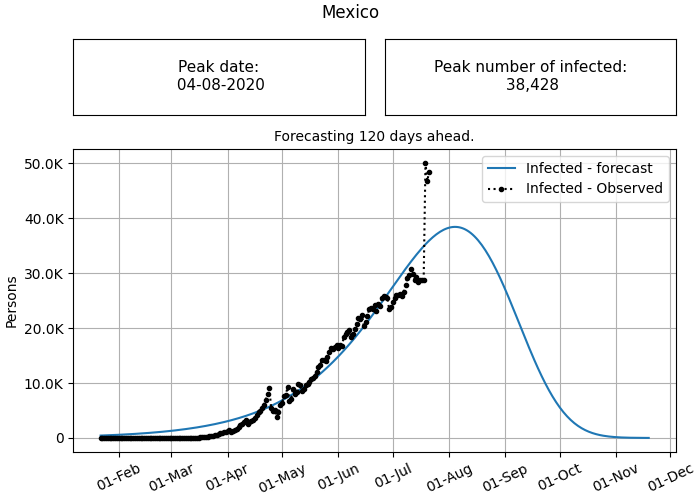 Mexico
Peak date:
04-08-2020
Peak number of infected:
38,428
Forecasting 120 days ahead.
Infected - forecast
Infected - Observed
Persons
50.0K
40.0K
30.0K
20.0K
10.0K
0
01-Feb
01-Mar
01-Apr
01-May
01-Jun
01-Jul
01-Aug
01-Sep
01-Oct
01-Nov
01-Dec